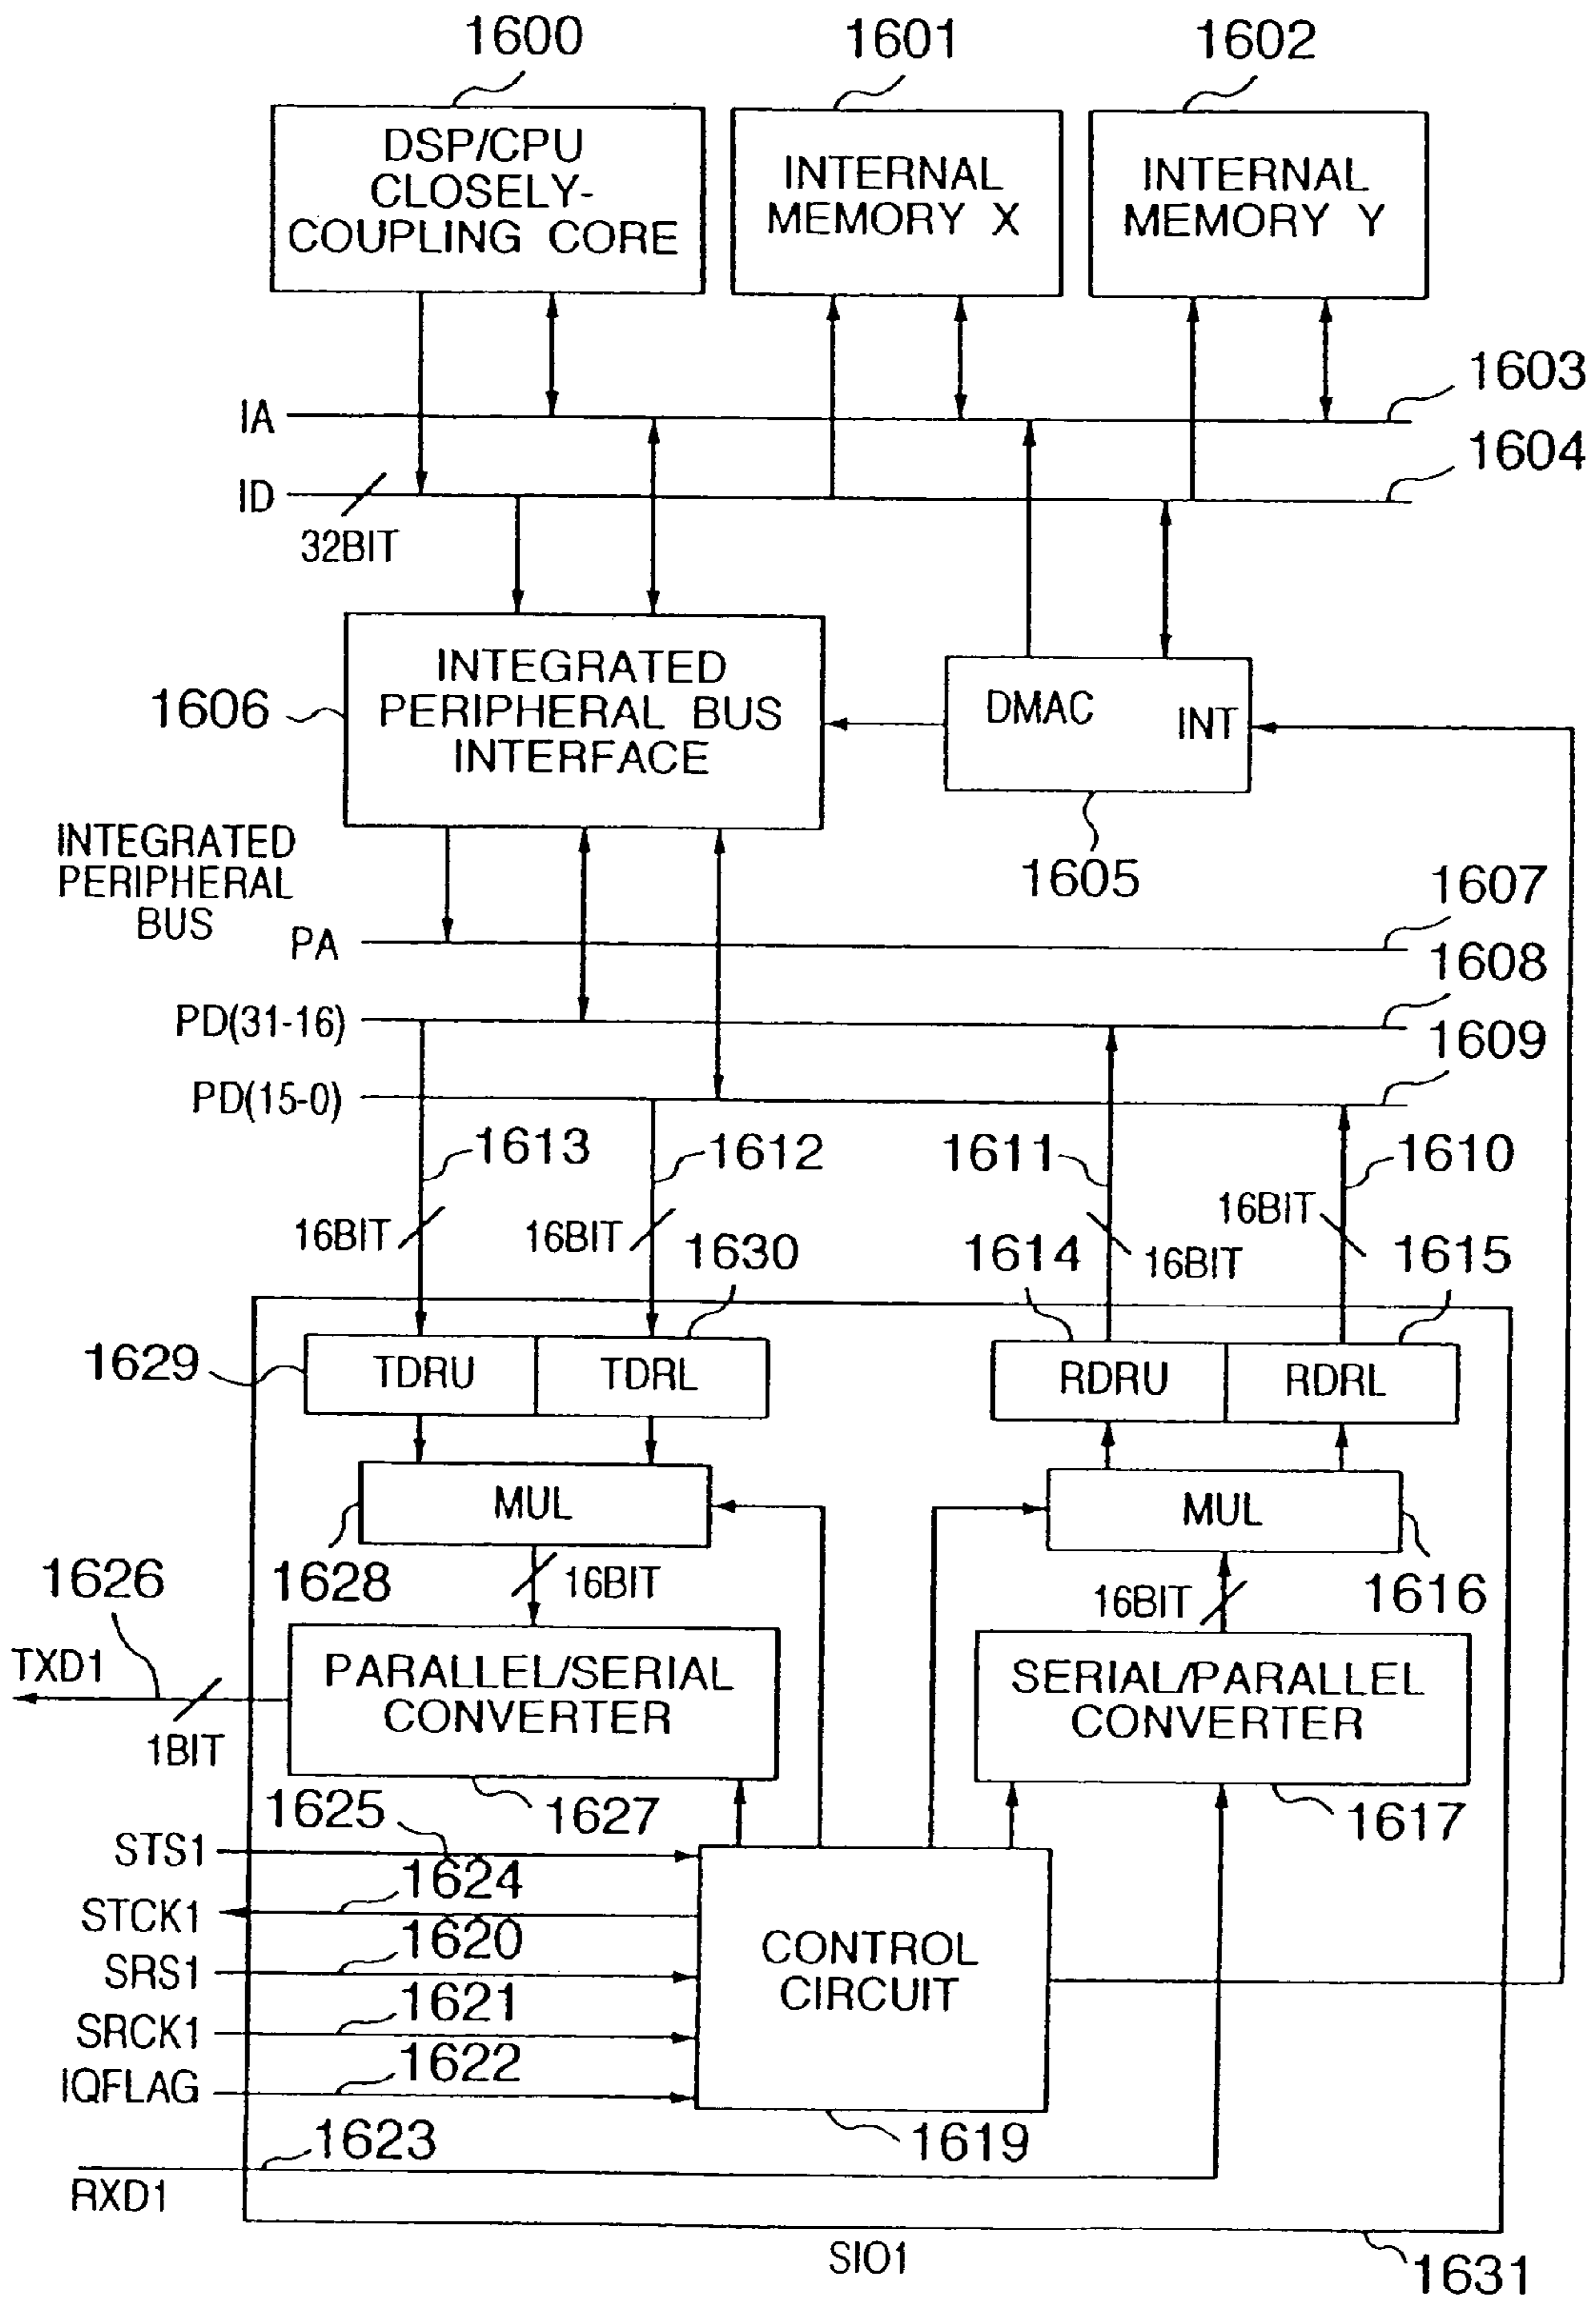 1600
1601
1602
DSP/CPU
CLOSELY-
COUPLING CORE
INTERNAL
MEMORY X
INTERNAL
MEMORY Y
1603
IA
1604
ID
32BIT
INTEGRATED
PERIPHERAL BUS
INTERFACE
1606
DMAC
INT
1605
INTEGRATED
PERIPHERAL
BUS
1607
PA
1608
PD(31-16)
1609
PD(15-0)
1613
1612
1611
1610
16BIT
16BIT
16BIT
16BIT
1630
1614
1615
1629
TDRU
TDRL
RDRU
RDRL
MUL
MUL
1628
16BIT
1616
16BIT
1626
TXD1
1BIT
PARALLEL/SERIAL
CONVERTER
SERIAL/PARALLEL
CONVERTER
1627
1617
1625
STS1
1624
STCK1
1620
SRS1
1621
SRCK1
1622
IQFLAG
CONTROL
CIRCUIT
1619
1623
RXD1
SIO1
1631